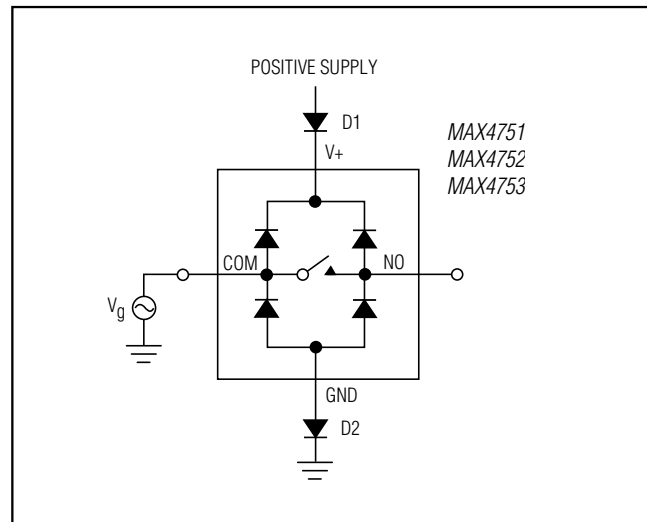 POSITIVE SUPPLY
D1
V+
MAX4751
MAX4752
MAX4753
COM
NO
Vg
GND
D2